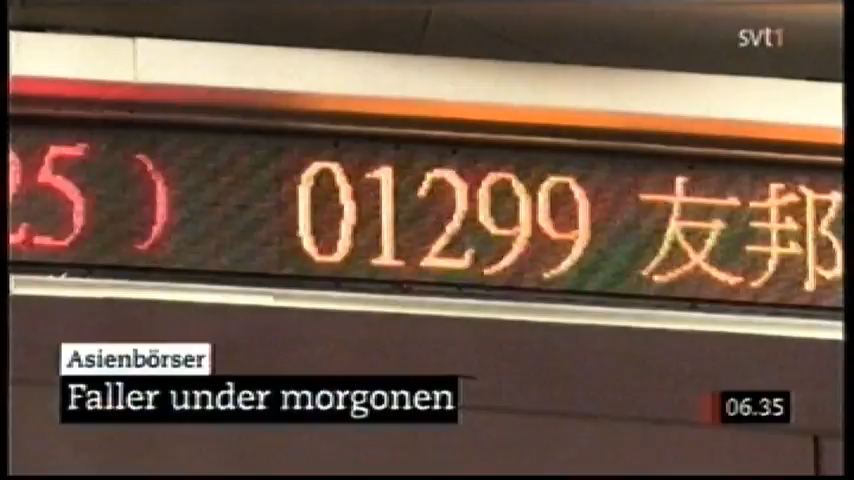 svt1
25) 01299 友邦
Asienbörser
Faller under morgonen
06.35